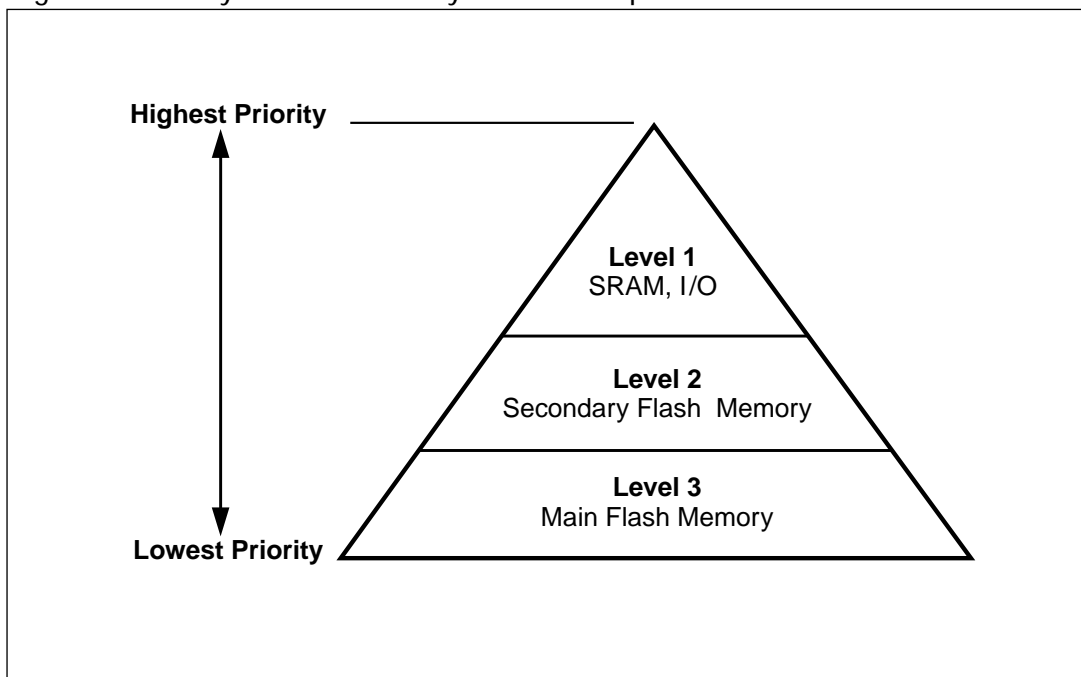 Highest Priority
Level 1
SRAM, I/O
Level 2
Secondary Flash Memory
Level 3
Main Flash Memory
Lowest Priority